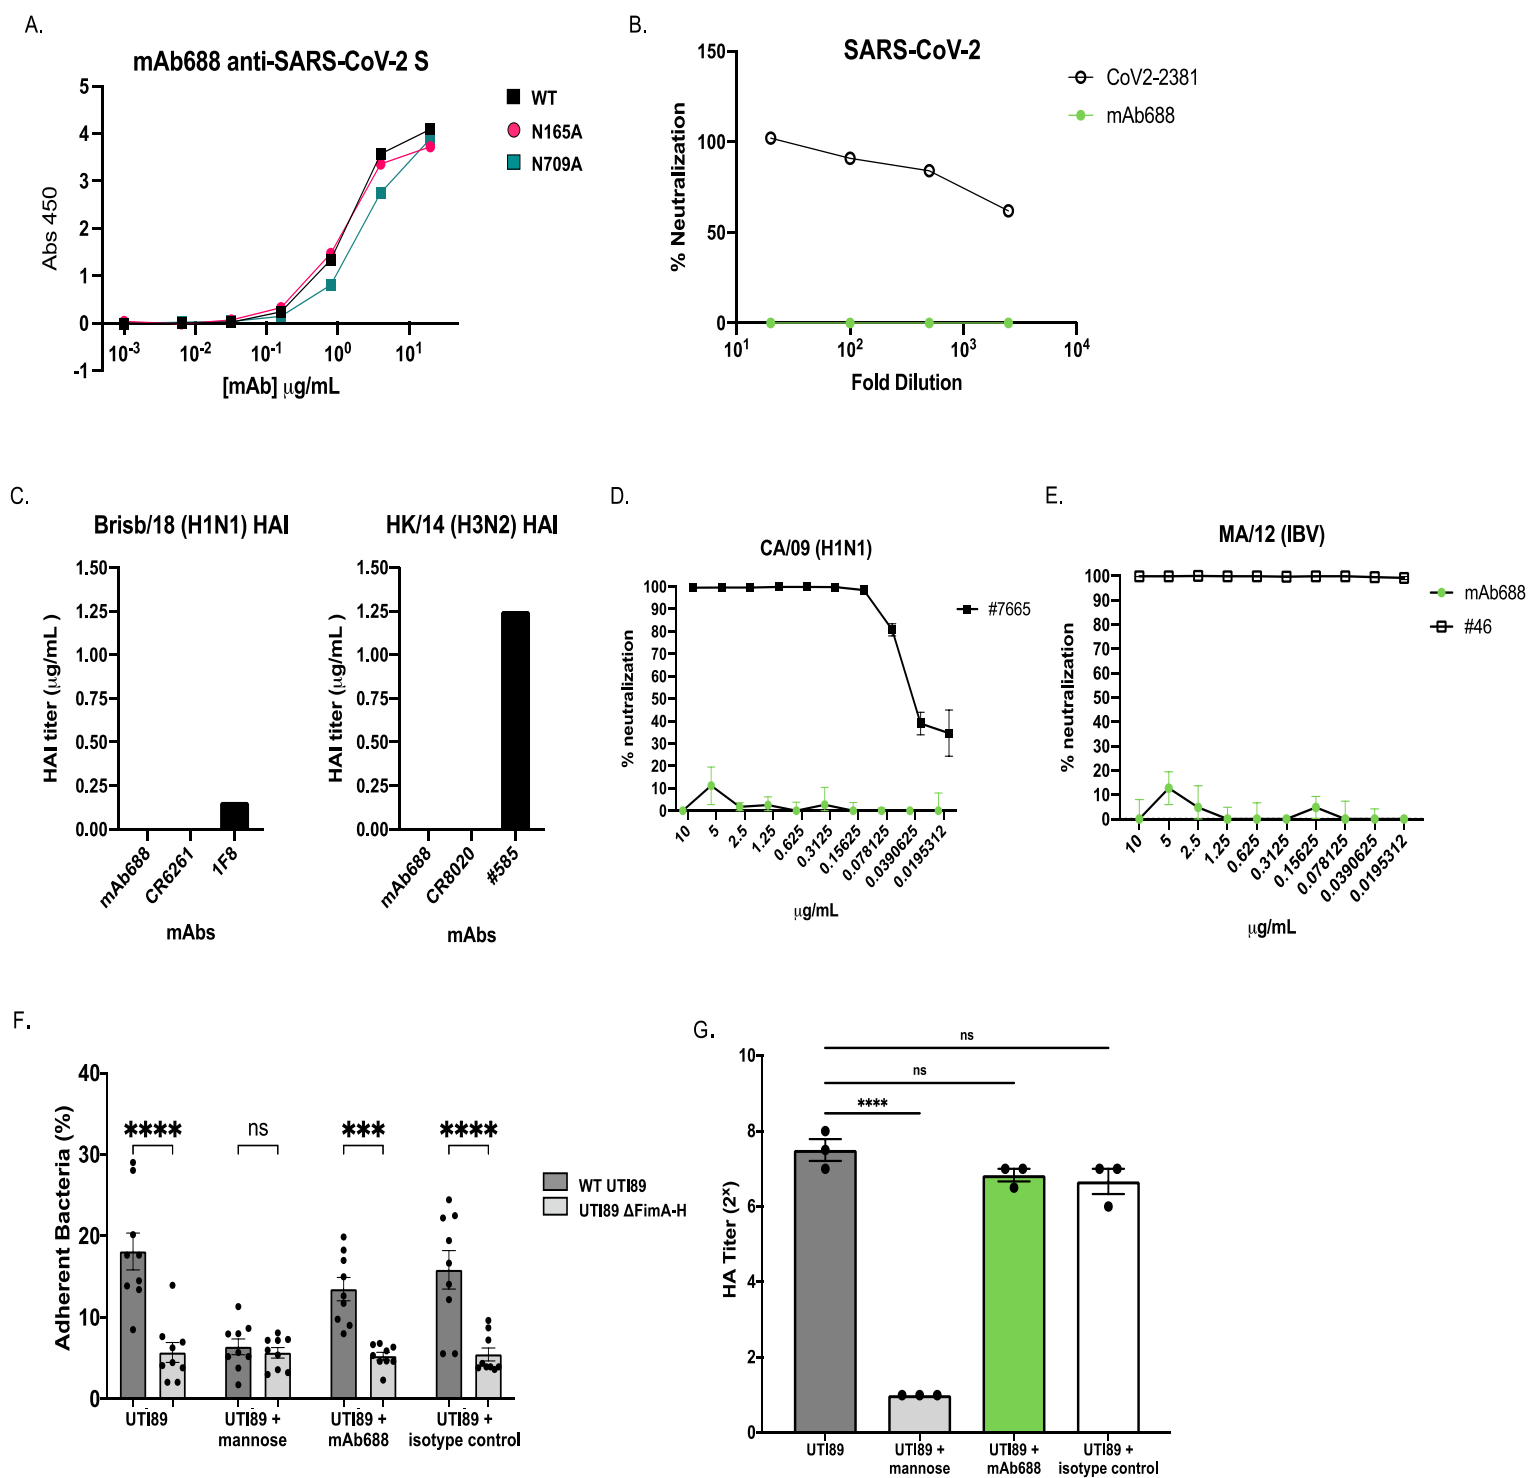 A.
mAb688 anti-SARS-CoV-2 S
5
4
3
2
1
0
-1
Abs 450
10⁻³ 10⁻² 10⁻¹ 10⁰ 10¹
[mAb] μg/mL
WT
N165A
N709A
B.
SARS-CoV-2
150
100
50
0
% Neutralization
10¹ 10² 10³ 10⁴
Fold Dilution
CoV2-2381
mAb688
C.
Brisb/18 (H1N1) HAI
1.50
1.25
1.00
0.75
0.50
0.25
0.00
HAI titer (μg/mL )
mAb688 CR6261 1F8
mAbs
HK/14 (H3N2) HAI
1.50
1.25
1.00
0.75
0.50
0.25
0.00
HAI titer (μg/mL )
mAb688 CR8020 #585
mAbs
D.
CA/09 (H1N1)
100
90
80
70
60
50
40
30
20
10
0
% neutralization
10 5 2.5 1.25 0.625 0.3125 0.15625 0.078125 0.0390625 0.0195312
μg/mL
#7665
E.
MA/12 (IBV)
100
90
80
70
60
50
40
30
20
10
0
% neutralization
10 5 2.5 1.25 0.625 0.3125 0.15625 0.078125 0.0390625 0.0195312
μg/mL
mAb688
#46
F.
40
30
20
10
0
Adherent Bacteria (%)
**** ns *** ****
UTI89 UTI89 + mannose UTI89 + mAb688 UTI89 + isotype control
WT UTI89
UTI89 ΔFimA-H
G.
10
8
6
4
2
0
HA Titer (2ˣ)
ns
ns
****
UTI89 UTI89 + mannose UTI89 + mAb688 UTI89 + isotype control